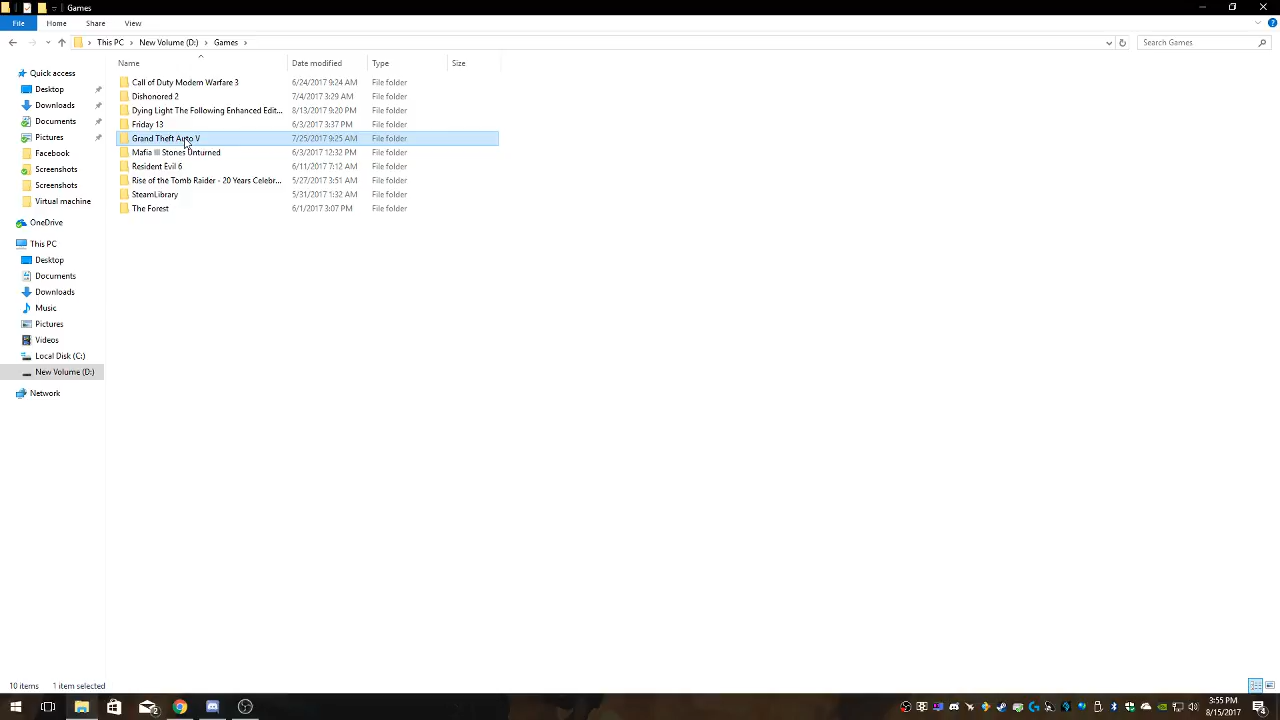 Games
File Home Share View
This PC New Volume (D:) Games Search Games
Name Date modified Type Size
Quick access
Desktop
Downloads
Documents
Pictures
Facebook
Screenshots
Screenshots
Virtual machine
OneDrive
This PC
Desktop
Documents
Downloads
Music
Pictures
Videos
Local Disk (C:)
New Volume (D:)
Network
Call of Duty Modern Warfare 3 6/24/2017 9:24 AM File folder
Dishonored 2 7/4/2017 3:29 AM File folder
Dying Light The Following Enhanced Edit... 8/13/2017 9:20 PM File folder
Friday 13 6/3/2017 3:37 PM File folder
Grand Theft Auto V 7/25/2017 9:25 AM File folder
Mafia III Stones Unturned 6/3/2017 12:32 PM File folder
Resident Evil 6 6/11/2017 7:12 AM File folder
Rise of the Tomb Raider - 20 Years Celebr... 5/27/2017 3:51 AM File folder
SteamLibrary 5/31/2017 1:32 AM File folder
The Forest 6/1/2017 3:07 PM File folder
10 items 1 item selected
3:55 PM
8/15/2017